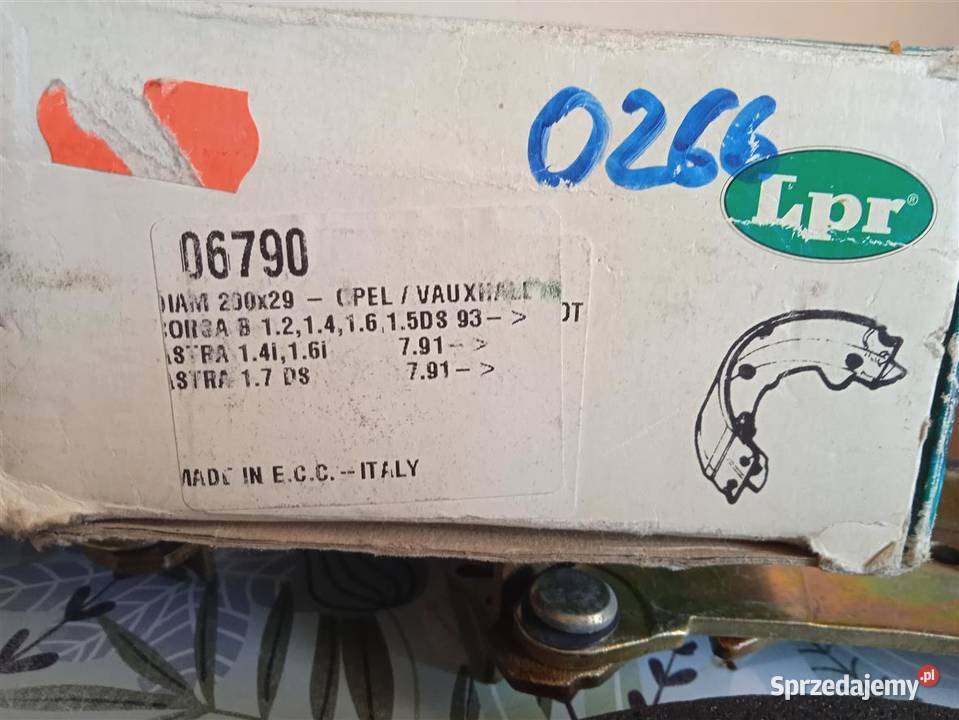 0266
Lpr®
06790
DIAM 200x29 - OPEL / VAUXHALL
CORSA B 1.2,1.4,1.6,1.5DS 93-> OT
ASTRA 1.4i,1.6i 7.91->
ASTRA 1.7 DS 7.91->
MADE IN E.C.C.--ITALY
Sprzedajemy.pl